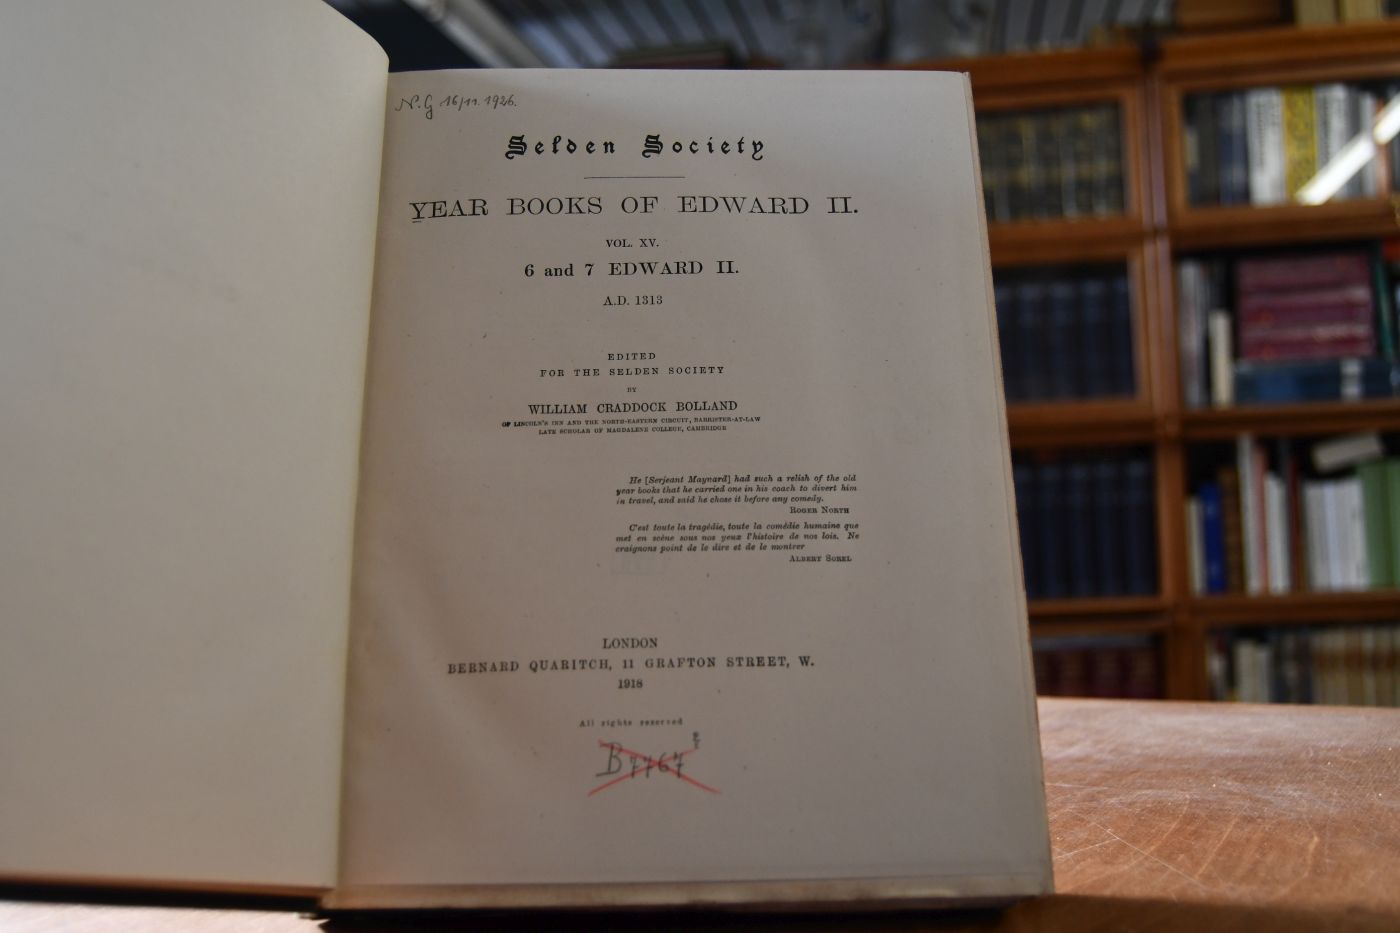 N. G 16/11. 1926.
Selden Society
YEAR BOOKS OF EDWARD II.
VOL. XV.
6 and 7 EDWARD II.
A.D. 1313
EDITED
FOR THE SELDEN SOCIETY
BY
WILLIAM CRADDOCK BOLLAND
OF LINCOLN'S INN AND THE NORTH-EASTERN CIRCUIT, BARRISTER-AT-LAW
LATE SCHOLAR OF MAGDALENE COLLEGE, CAMBRIDGE
He [Serjeant Maynard] had such a relish of the old
year books that he carried one in his coach to divert him
in travel, and said he chose it before any comedy.
ROGER NORTH
C'est toute la tragédie, toute la comédie humaine que
met en scène sous nos yeux l'histoire de nos lois. Ne
craignons point de le dire et de le montrer
ALBERT SOREL
LONDON
BERNARD QUARITCH, 11 GRAFTON STREET, W.
1918
All rights reserved
B 7767